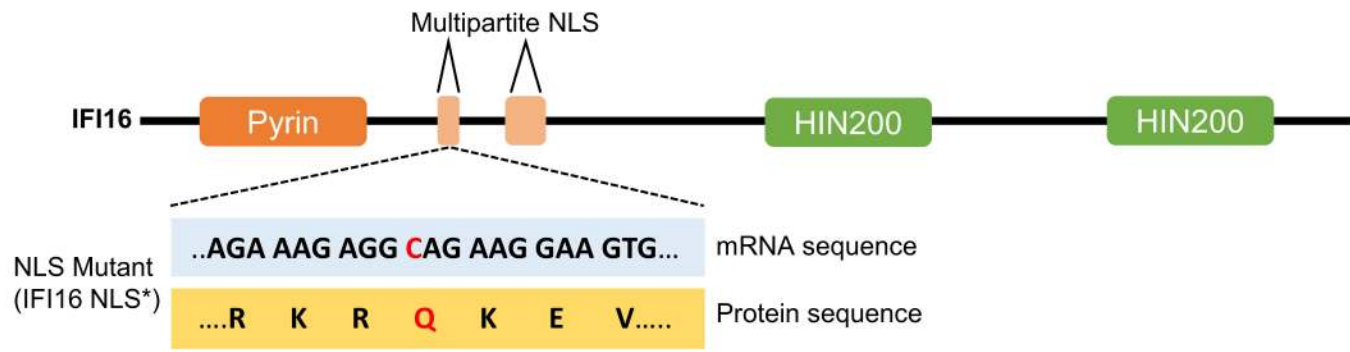 Multipartite NLS
IFI16
Pyrin
HIN200
HIN200
..AGA AAG AGG CAG AAG GAA GTG...
mRNA sequence
NLS Mutant
(IFI16 NLS*)
....R K R Q K E V.....
Protein sequence